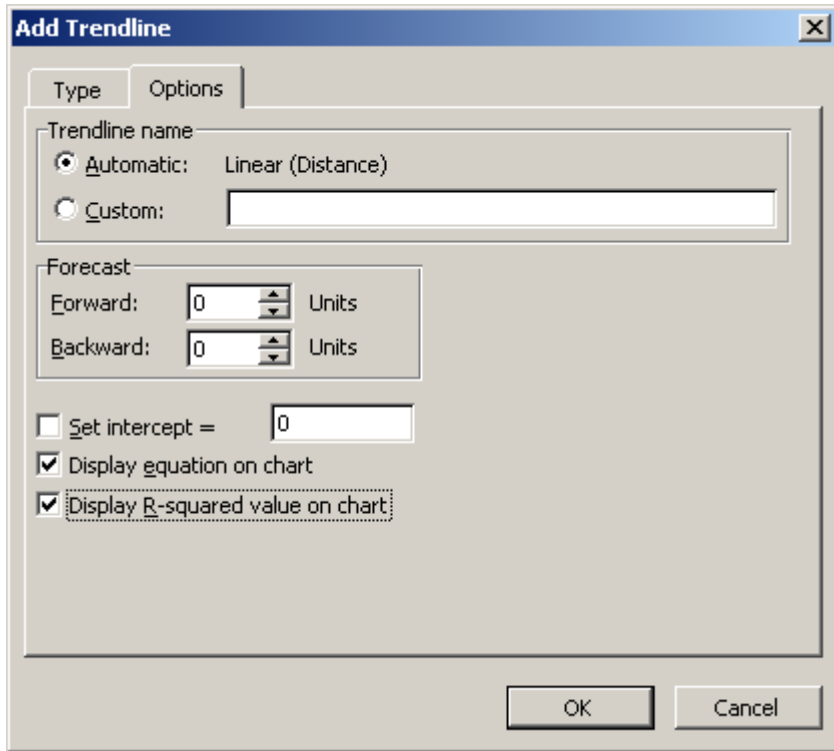 Add Trendline
Type Options
Trendline name
Automatic: Linear (Distance)
Custom:
Forecast
Forward: 0 Units
Backward: 0 Units
Set intercept = 0
Display equation on chart
Display R-squared value on chart
OK Cancel